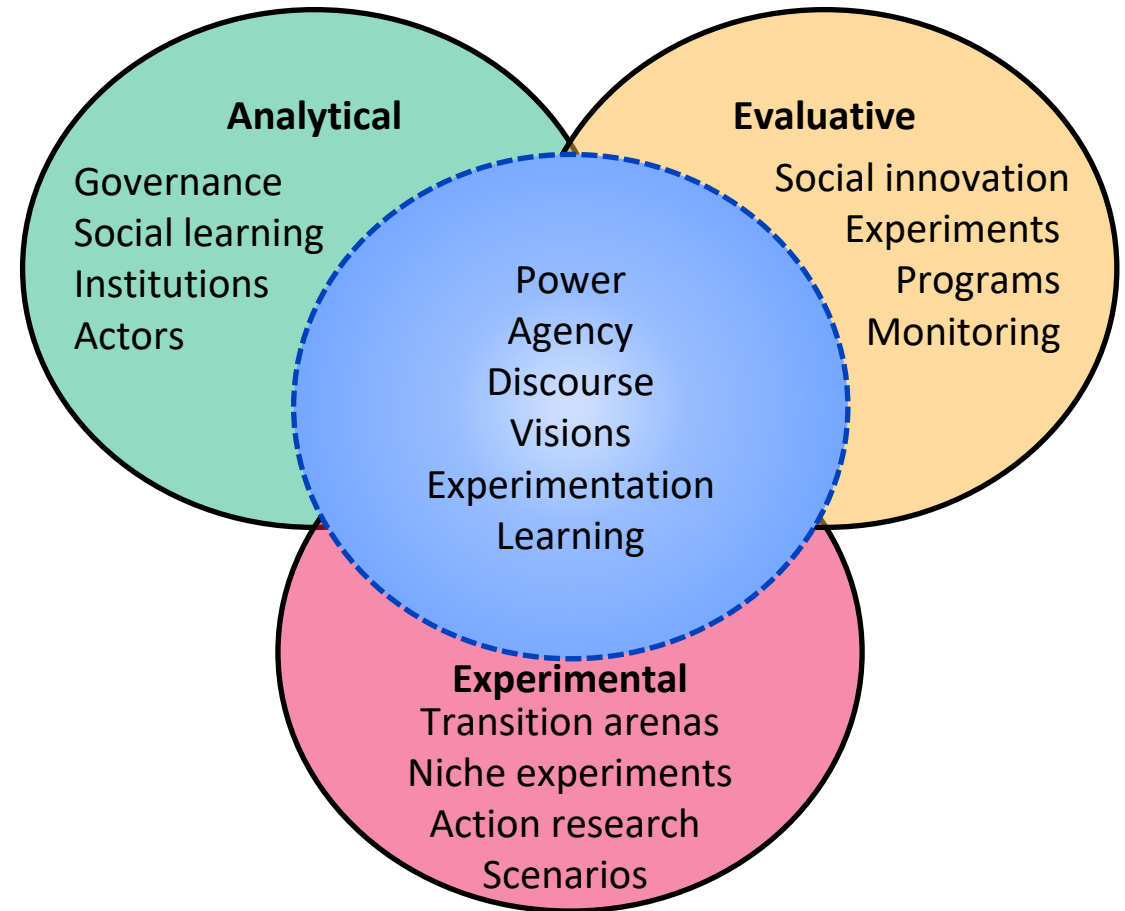 Analytical
Governance
Social learning
Institutions
Actors
Evaluative
Social innovation
Experiments
Programs
Monitoring
Power
Agency
Discourse
Visions
Experimentation
Learning
Experimental
Transition arenas
Niche experiments
Action research
Scenarios